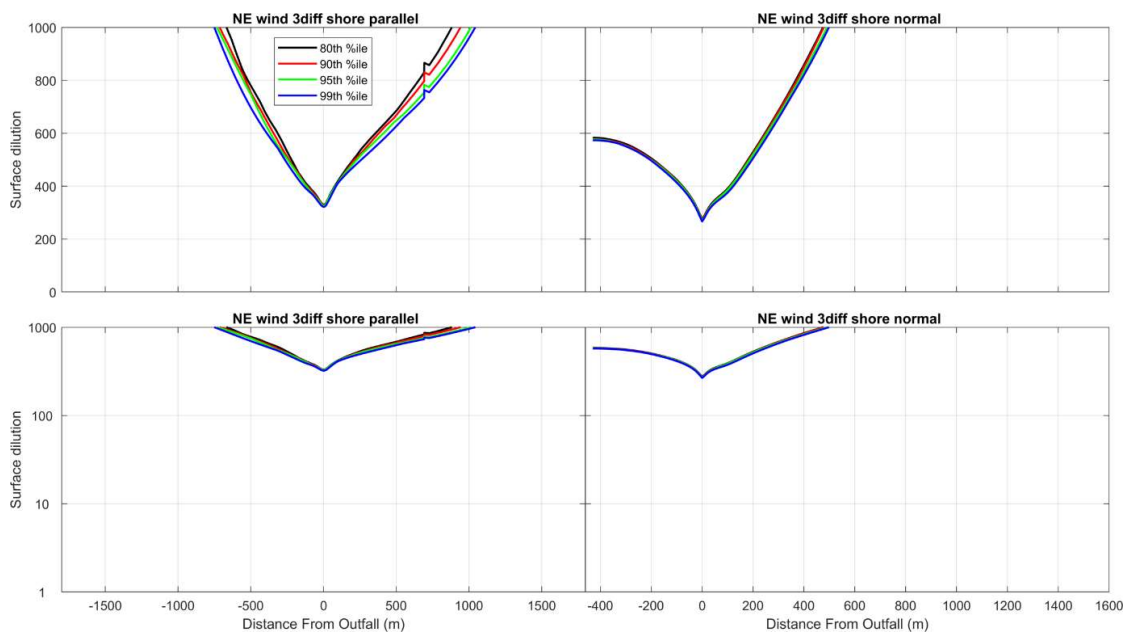 NE wind 3diff shore parallel
NE wind 3diff shore normal
1000
800
600
400
200
0
Surface dilution
80th %ile
90th %ile
95th %ile
99th %ile
NE wind 3diff shore parallel
NE wind 3diff shore normal
1000
100
10
1
Surface dilution
-1500 -1000 -500 0 500 1000 1500
-400 -200 0 200 400 600 800 1000 1200 1400 1600
Distance From Outfall (m)
Distance From Outfall (m)